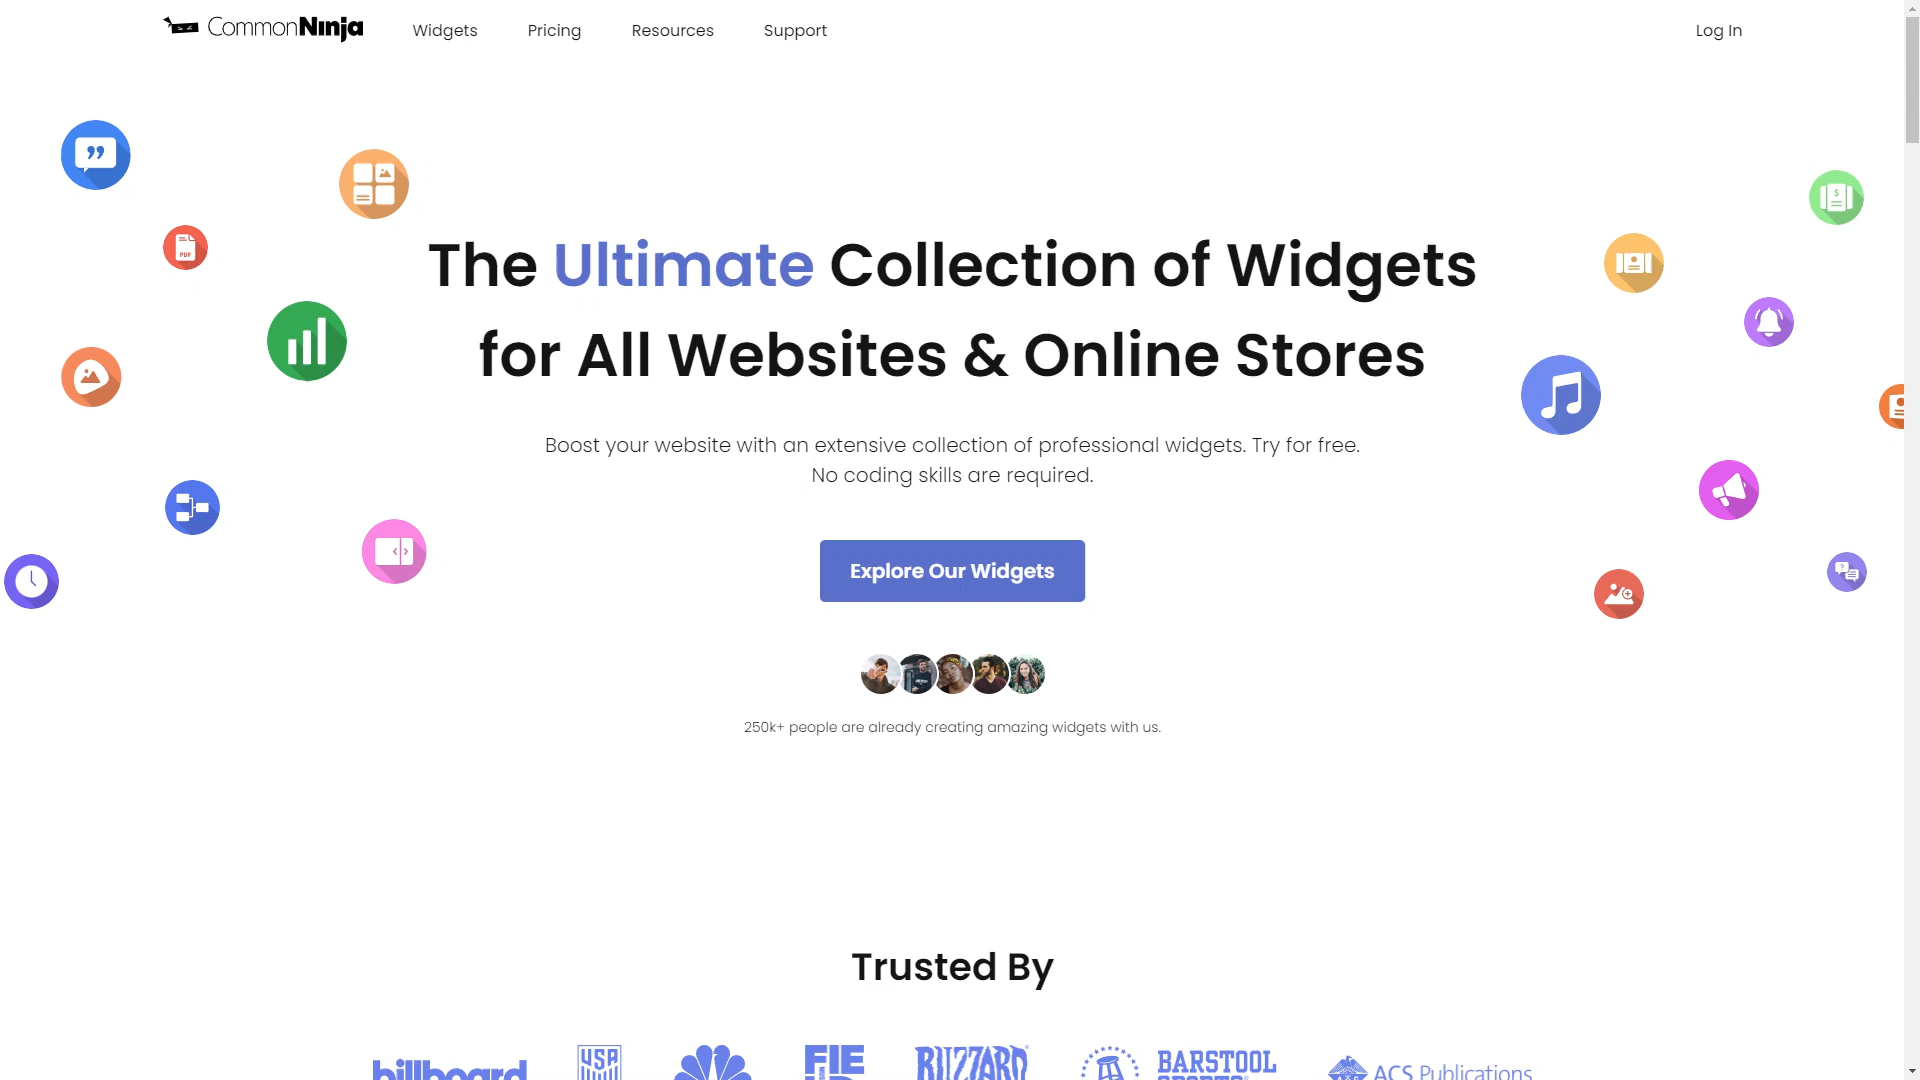 CommonNinja
Widgets
Pricing
Resources
Support
Log In
PDF
The Ultimate Collection of Widgets
for All Websites & Online Stores
Boost your website with an extensive collection of professional widgets. Try for free.
No coding skills are required.
Explore Our Widgets
250k+ people are already creating amazing widgets with us.
Trusted By
billboard
USA
BLIZZARD
BARSTOOL
SPORTS
ACS Publications